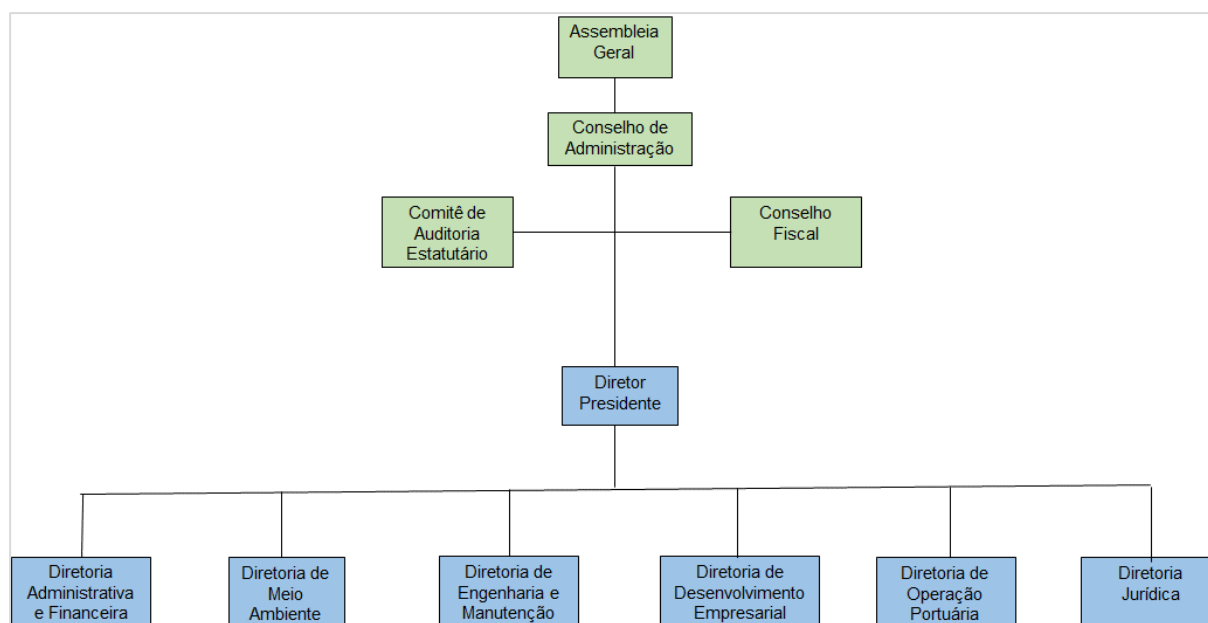 Assembleia
Geral
Conselho de
Administração
Comitê de
Auditoria
Estatutário
Conselho
Fiscal
Diretor
Presidente
Diretoria
Administrativa
e Financeira
Diretoria de
Meio
Ambiente
Diretoria de
Engenharia e
Manutenção
Diretoria de
Desenvolvimento
Empresarial
Diretoria de
Operação
Portuária
Diretoria
Jurídica